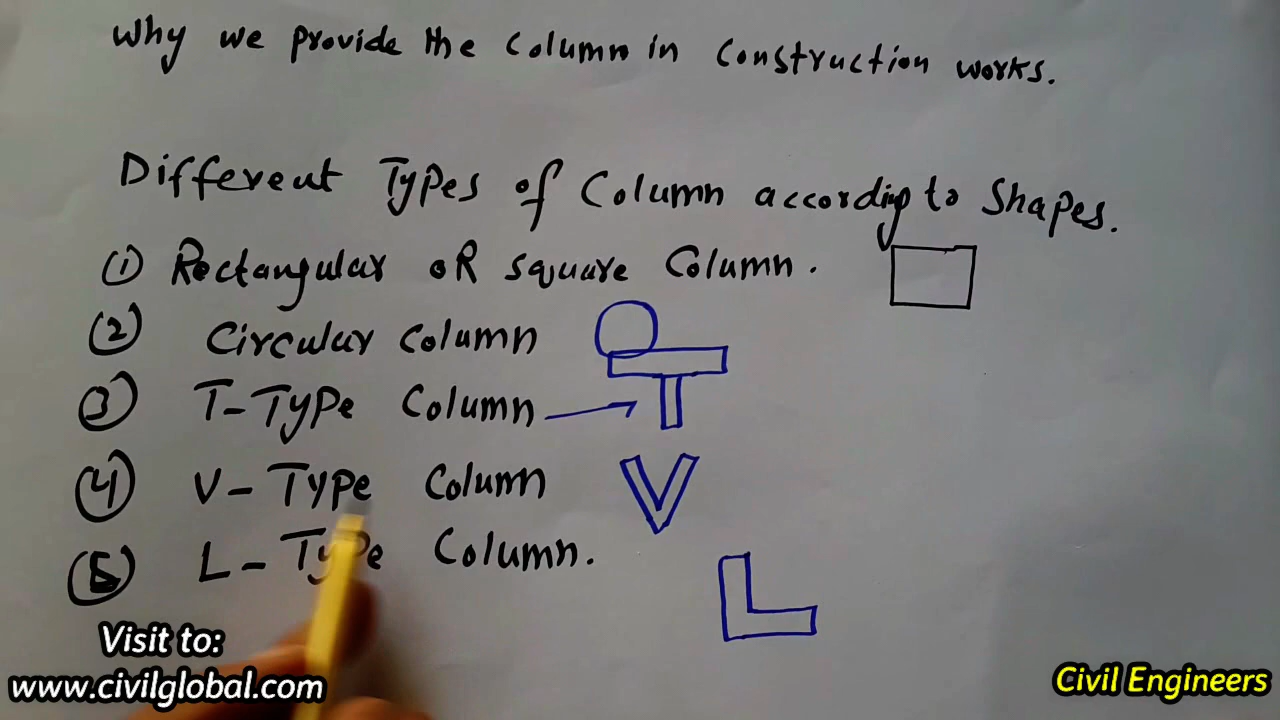 Why we provide the column in construction works.
Different Types of Column according to Shapes.
① Rectangular oR square Column.
(2) Circular column
(3) T-Type Column
(4) V-Type Column
(5) L-Type Column.
Visit to:
www.civilglobal.com
Civil Engineers